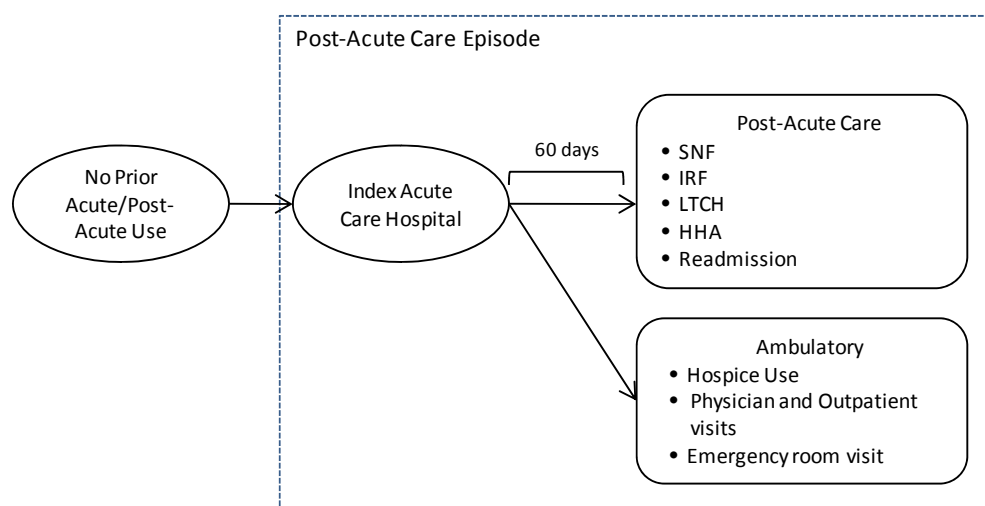 Post-Acute Care Episode
No Prior
Acute/Post-
Acute Use
Index Acute
Care Hospital
60 days
Post-Acute Care
• SNF
• IRF
• LTCH
• HHA
• Readmission
Ambulatory
• Hospice Use
• Physician and Outpatient
visits
• Emergency room visit